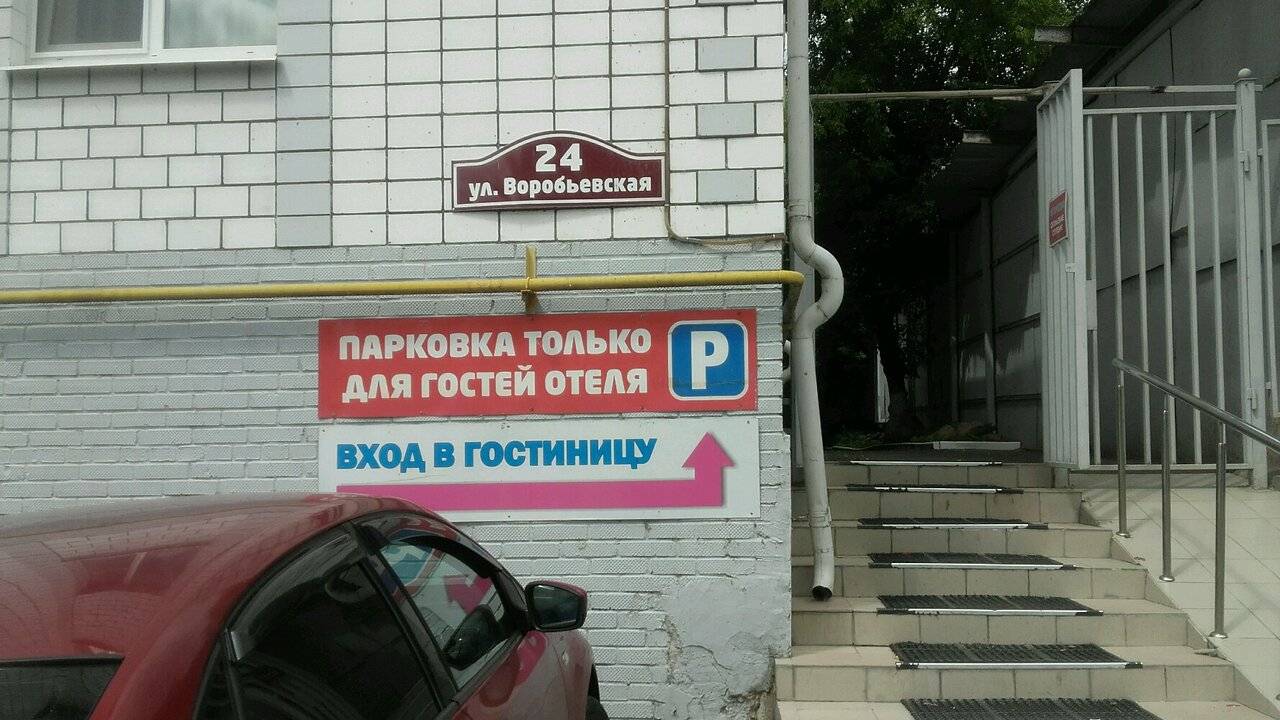 24
ул. Воробьевская
ПАРКОВКА ТОЛЬКО
ДЛЯ ГОСТЕЙ ОТЕЛЯ
P
ВХОД В ГОСТИНИЦУ